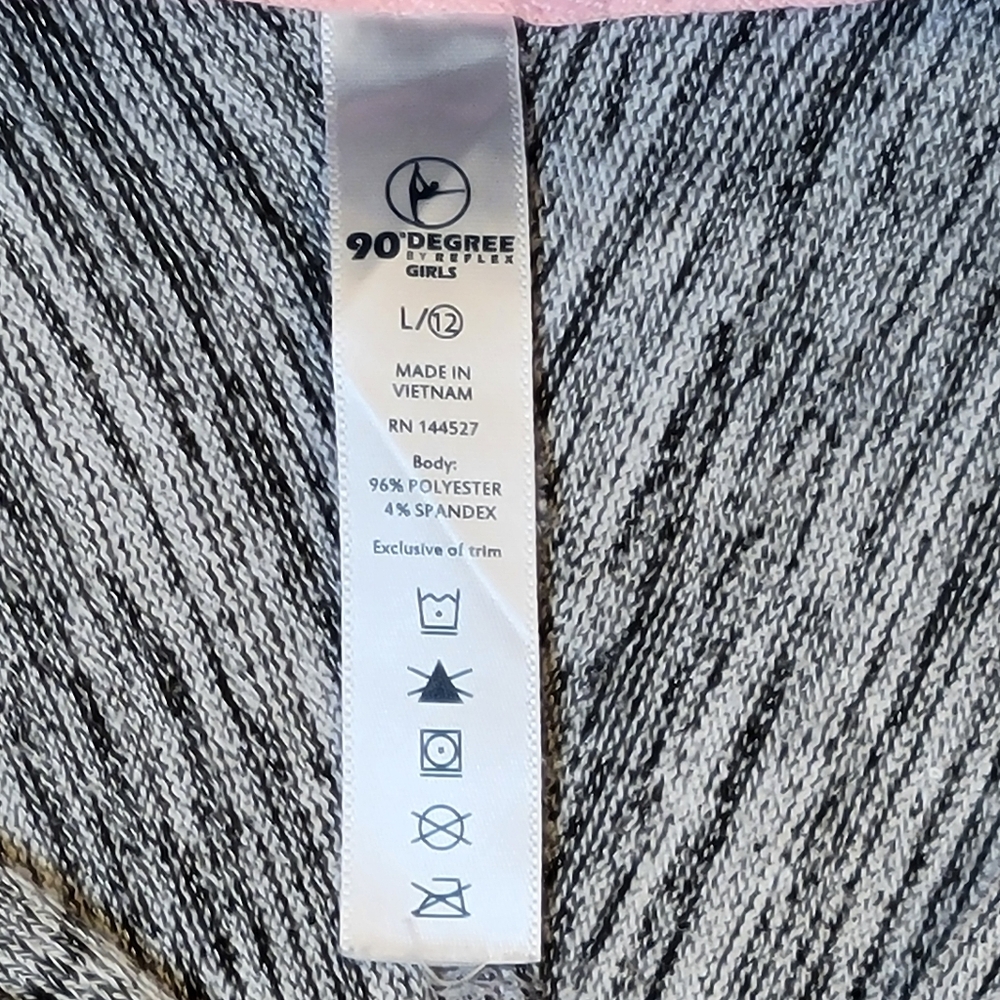 90° DEGREE
BY REFLEX
GIRLS
L/12
MADE IN
VIETNAM
RN 144527
Body:
96% POLYESTER
4% SPANDEX
Exclusive of trim